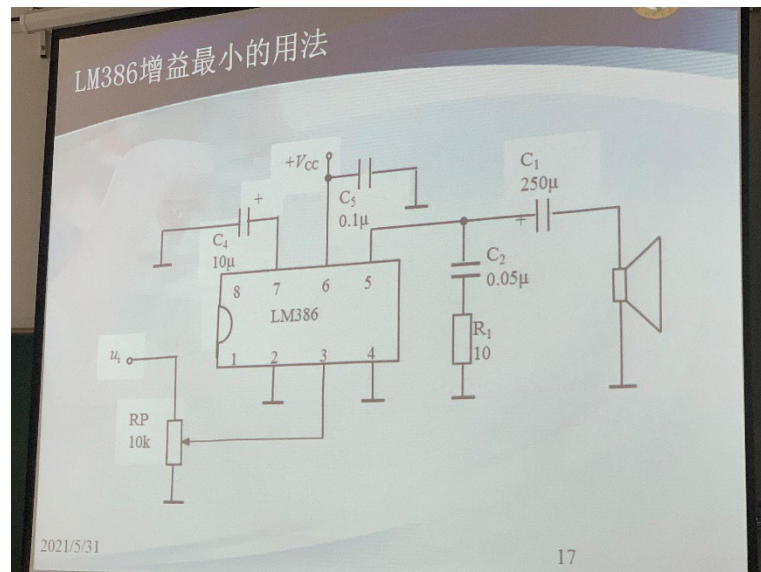 LM386增益最小的用法
+VCC
C5
0.1μ
C1
250μ
+
C4
10μ
+
C2
0.05μ
8 7 6 5
LM386
1 2 3 4
R1
10
ui
RP
10k
2021/5/31
17